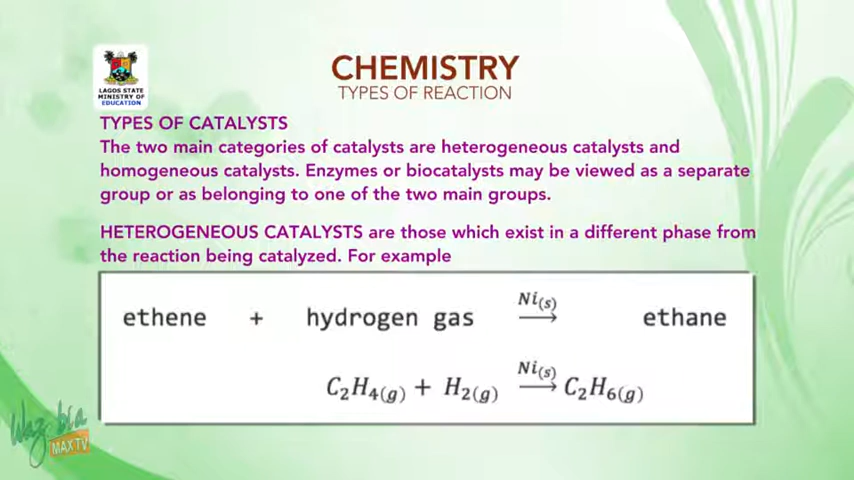 LAGOS STATE
MINISTRY OF
EDUCATION
CHEMISTRY
TYPES OF REACTION
TYPES OF CATALYSTS
The two main categories of catalysts are heterogeneous catalysts and
homogeneous catalysts. Enzymes or biocatalysts may be viewed as a separate
group or as belonging to one of the two main groups.
HETEROGENEOUS CATALYSTS are those which exist in a different phase from
the reaction being catalyzed. For example
ethene + hydrogen gas Ni(s) ⟶ ethane
C₂H₄(g) + H₂(g) Ni(s) ⟶ C₂H₆(g)
Wazobia
MAX TV